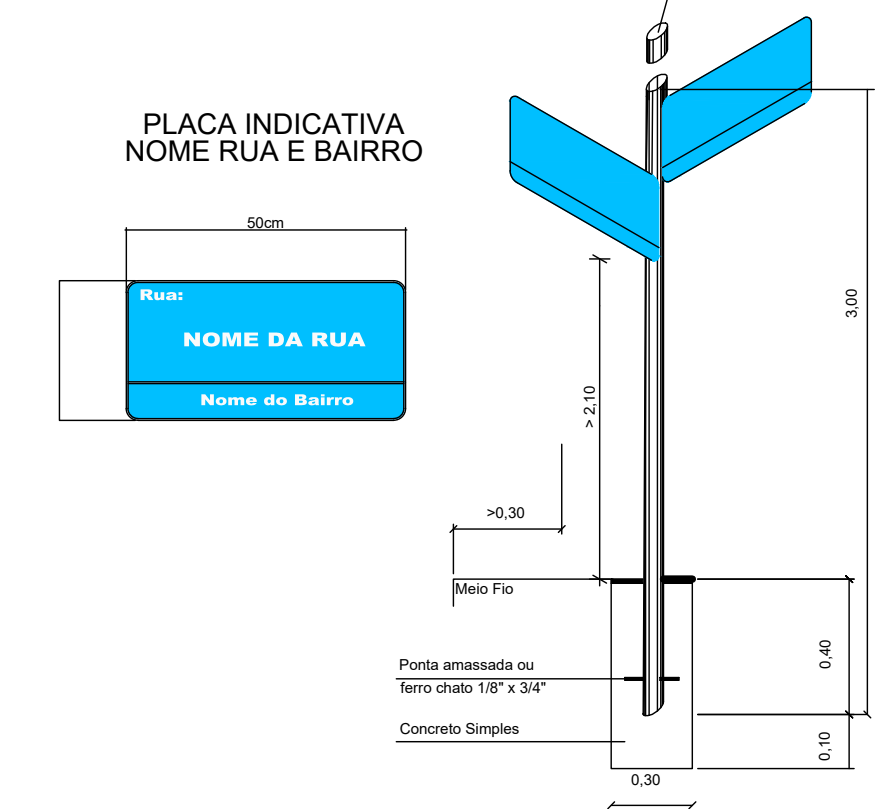 PLACA INDICATIVA
NOME RUA E BAIRRO
50cm
Rua:
NOME DA RUA
Nome do Bairro
3,00
> 2,10
>0,30
Meio Fio
Ponta amassada ou
ferro chato 1/8" x 3/4"
Concreto Simples
0,40
0,10
0,30